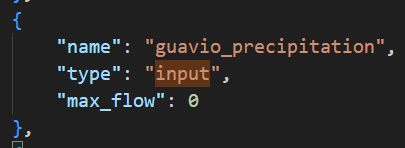 },
{
"name": "guavio_precipitation",
"type": "input",
"max_flow": 0
},